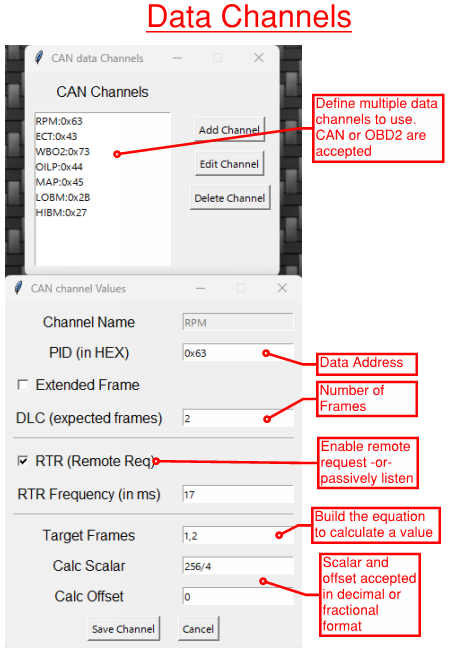 Data Channels
CAN data Channels
CAN Channels
RPM:0x63
ECT:0x43
WBO2:0x73
OILP:0x44
MAP:0x45
LOBM:0x2B
HIBM:0x27
Add Channel
Edit Channel
Delete Channel
Define multiple data
channels to use.
CAN or OBD2 are
accepted
CAN channel Values
Channel Name
RPM
PID (in HEX)
0x63
Data Address
Extended Frame
DLC (expected frames)
2
Number of
Frames
RTR (Remote Req)
Enable remote
request -or-
passively listen
RTR Frequency (in ms)
17
Target Frames
1,2
Build the equation
to calculate a value
Calc Scalar
256/4
Calc Offset
0
Scalar and
offset accepted
in decimal or
fractional
format
Save Channel
Cancel